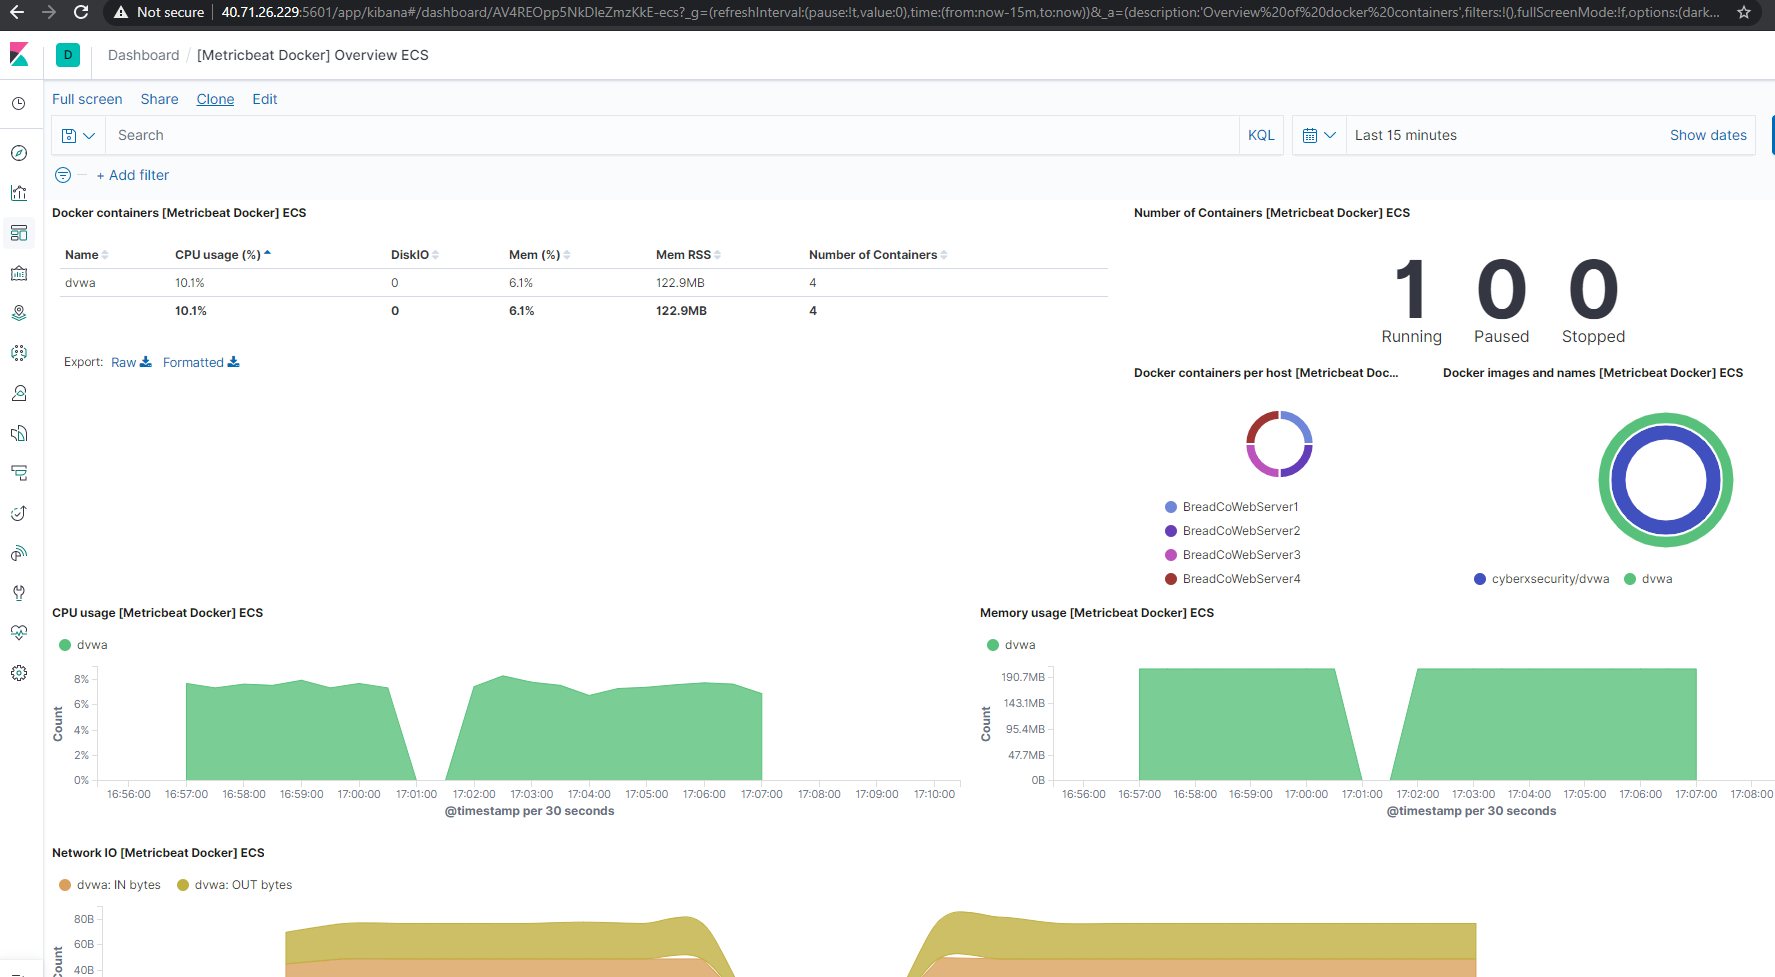 Not secure | 40.71.26.229:5601/app/kibana#/dashboard/AV4REOpp5NkDleZmzKkE-ecs?_g=(refreshInterval:(pause:!t,value:0),time:(from:now-15m,to:now))&_a=(description:'Overview%20of%20docker%20containers',filters:!(),fullScreenMode:!f,options:(dark...
D Dashboard / [Metricbeat Docker] Overview ECS
Full screen Share Clone Edit
Search KQL Last 15 minutes Show dates
+ Add filter
Docker containers [Metricbeat Docker] ECS
Name CPU usage (%) DiskIO Mem (%) Mem RSS Number of Containers
dvwa 10.1% 0 6.1% 122.9MB 4
10.1% 0 6.1% 122.9MB 4
Export: Raw Formatted
Number of Containers [Metricbeat Docker] ECS
1 0 0
Running Paused Stopped
Docker containers per host [Metricbeat Doc...
BreadCoWebServer1
BreadCoWebServer2
BreadCoWebServer3
BreadCoWebServer4
Docker images and names [Metricbeat Docker] ECS
cyberxsecurity/dvwa dvwa
CPU usage [Metricbeat Docker] ECS
dvwa
8%
6%
4%
2%
0%
Count
16:56:00 16:57:00 16:58:00 16:59:00 17:00:00 17:01:00 17:02:00 17:03:00 17:04:00 17:05:00 17:06:00 17:07:00 17:08:00 17:09:00 17:10:00
@timestamp per 30 seconds
Memory usage [Metricbeat Docker] ECS
dvwa
190.7MB
143.1MB
95.4MB
47.7MB
0B
Count
16:56:00 16:57:00 16:58:00 16:59:00 17:00:00 17:01:00 17:02:00 17:03:00 17:04:00 17:05:00 17:06:00 17:07:00 17:08:00
@timestamp per 30 seconds
Network IO [Metricbeat Docker] ECS
dvwa: IN bytes dvwa: OUT bytes
80B
60B
40B
Count